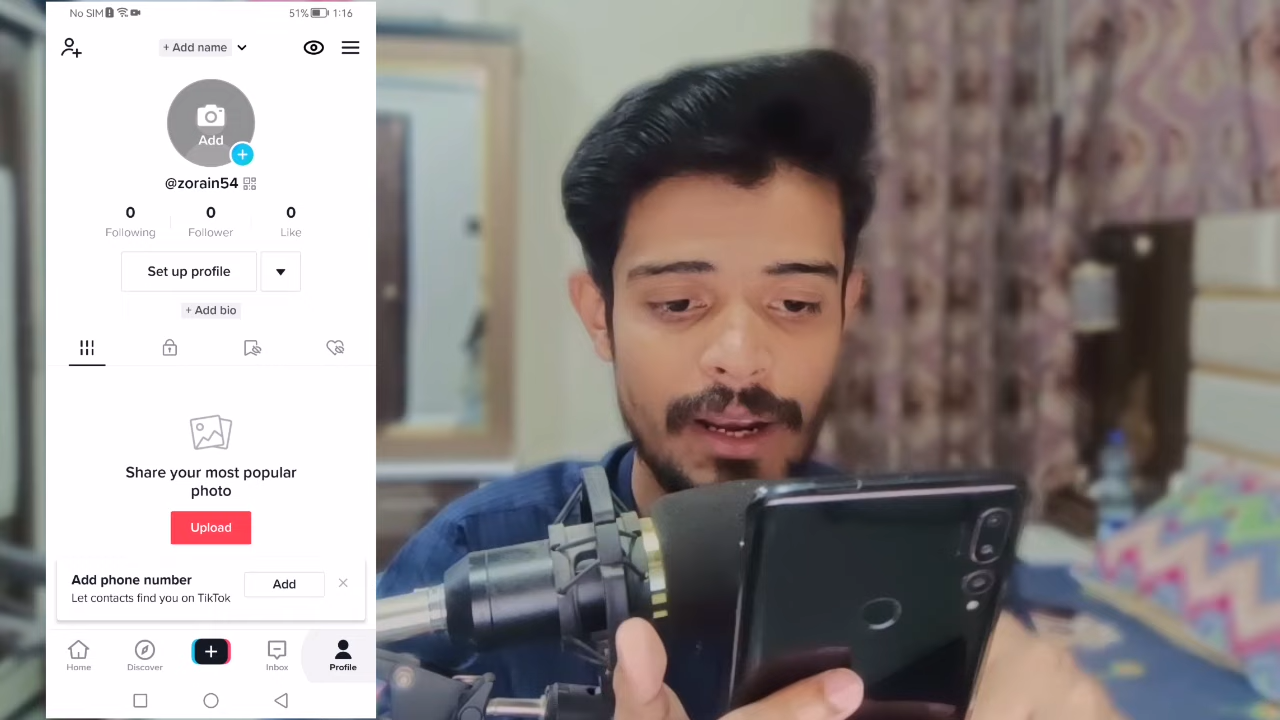 No SIM 51% 1:16
+ Add name
Add
@zorain54
0 0 0
Following Follower Like
Set up profile
+ Add bio
Share your most popular
photo
Upload
Add phone number
Let contacts find you on TikTok
Add
Home Discover Inbox Profile